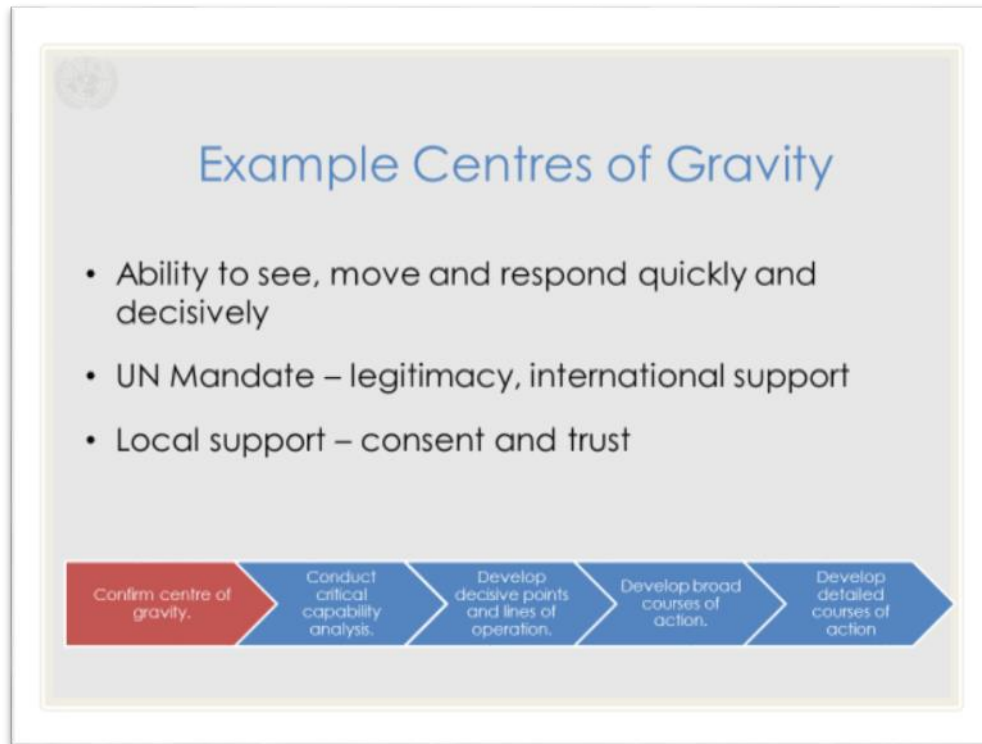 Example Centres of Gravity
• Ability to see, move and respond quickly and
decisively
• UN Mandate – legitimacy, international support
• Local support – consent and trust
Confirm centre of
gravity.
Conduct
critical
capability
analysis.
Develop
decisive points
and lines of
operation.
Develop broad
courses of
action.
Develop
detailed
courses of
action